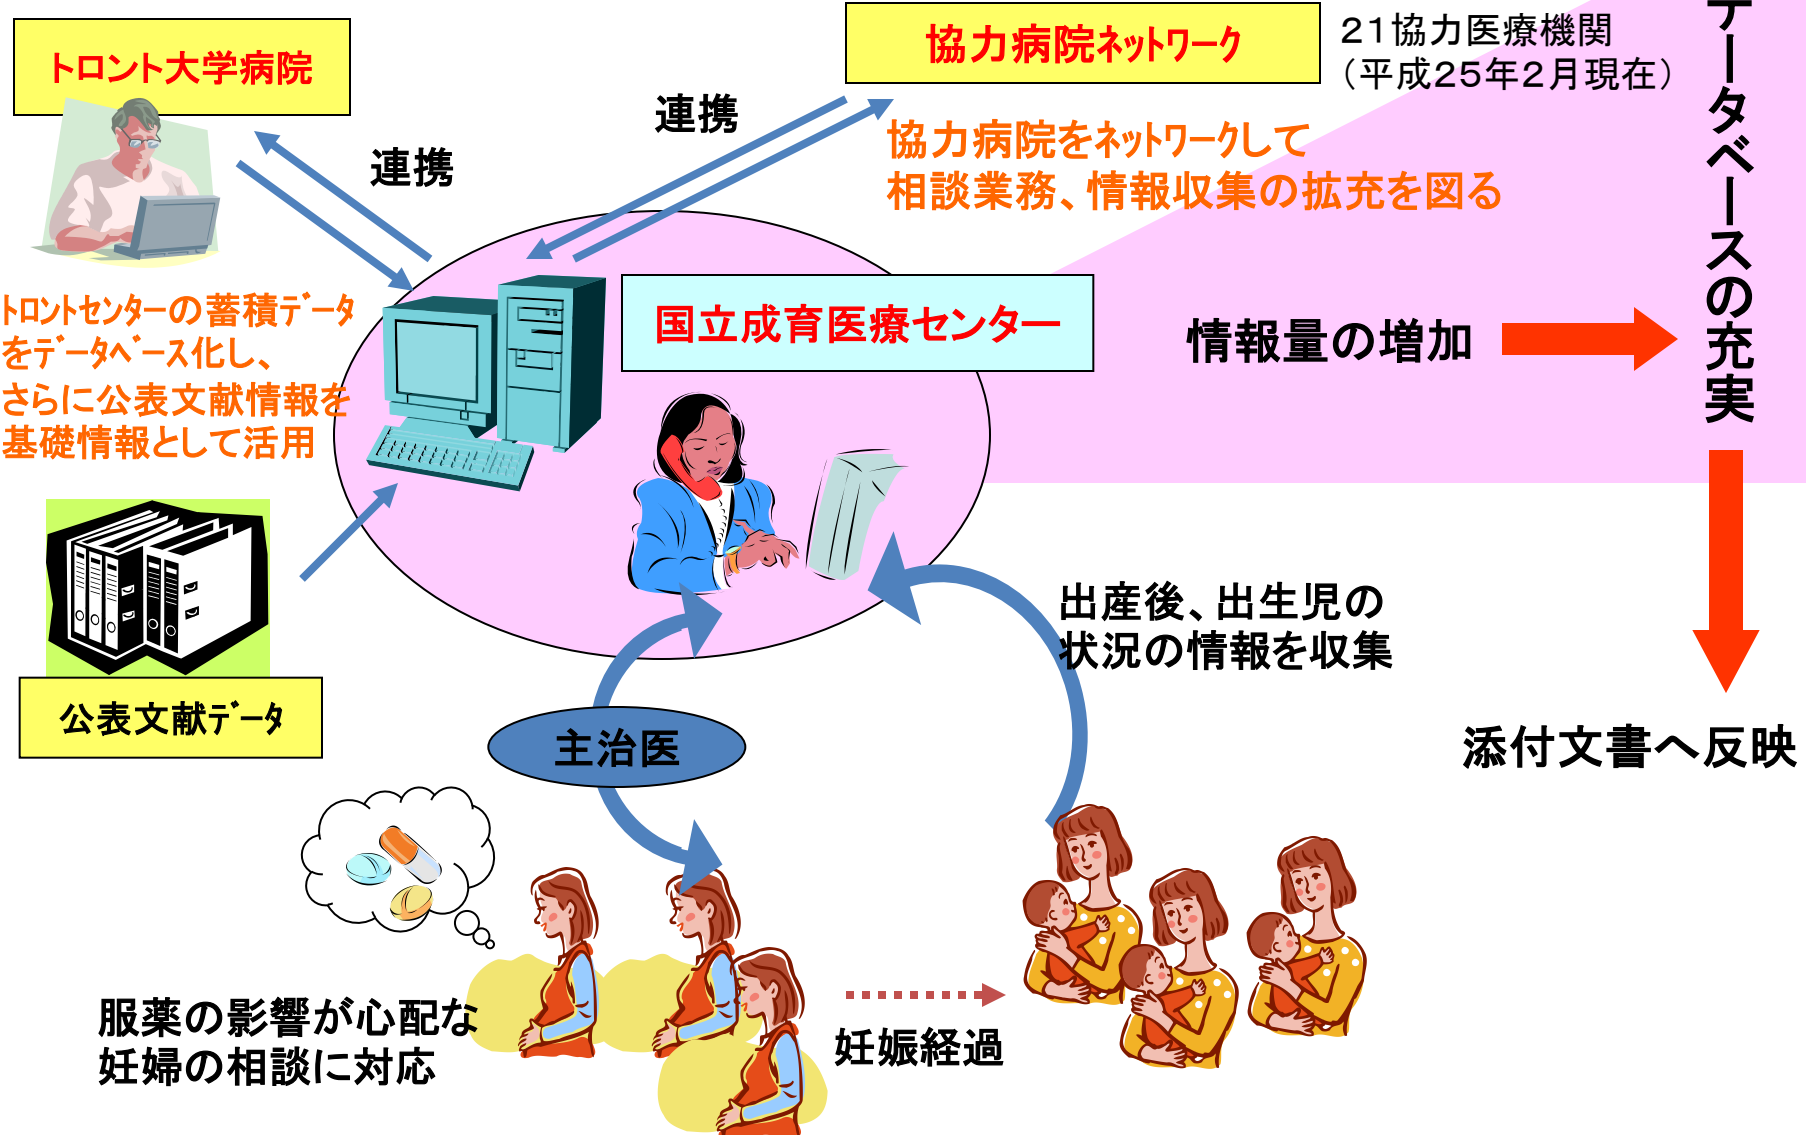 トロント大学病院
協力病院ネットワーク
21協力医療機関
（平成25年2月現在）
連携
連携
協力病院をネットワークして
相談業務、情報収集の拡充を図る
データベースの充実
国立成育医療センター
情報量の増加
トロントセンターの蓄積データ
をデータベース化し、
さらに公表文献情報を
基礎情報として活用
公表文献データ
出産後、出生児の
状況の情報を収集
主治医
添付文書へ反映
服薬の影響が心配な
妊婦の相談に対応
妊娠経過